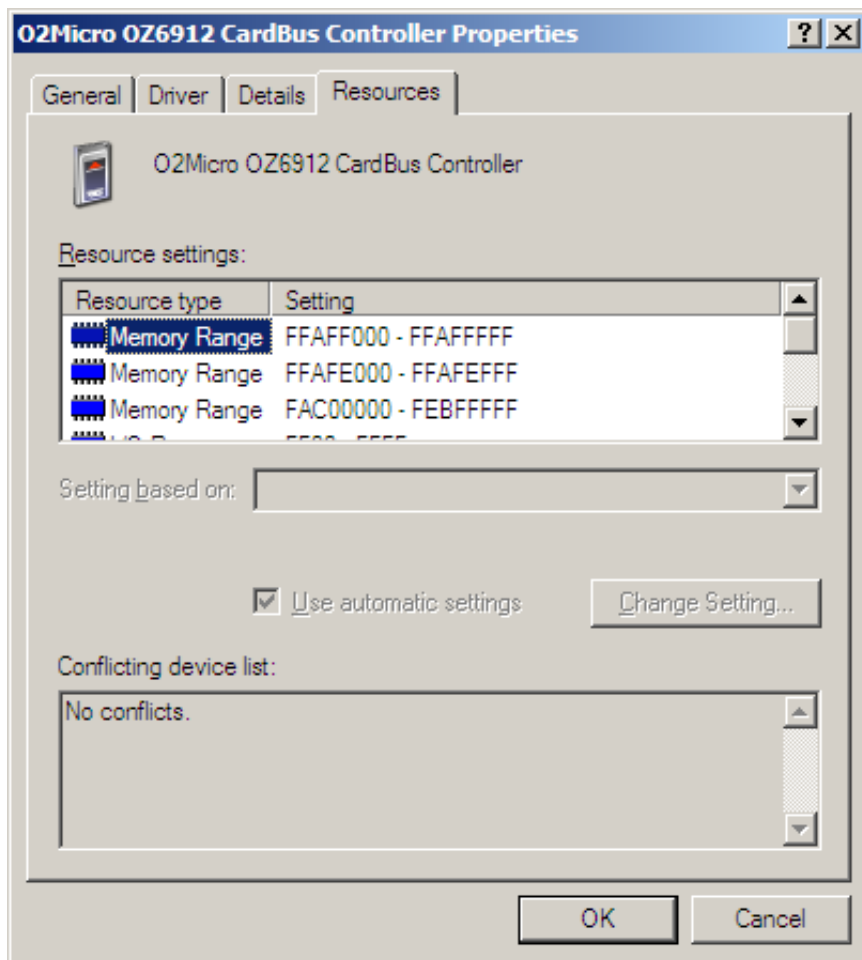 O2Micro OZ6912 CardBus Controller Properties
General Driver Details Resources
O2Micro OZ6912 CardBus Controller
Resource settings:
Resource type Setting
Memory Range FFAFF000 - FFAFFFFF
Memory Range FFAFE000 - FFAFEFFF
Memory Range FAC00000 - FEBFFFFF
Setting based on:
Use automatic settings Change Setting...
Conflicting device list:
No conflicts.
OK Cancel